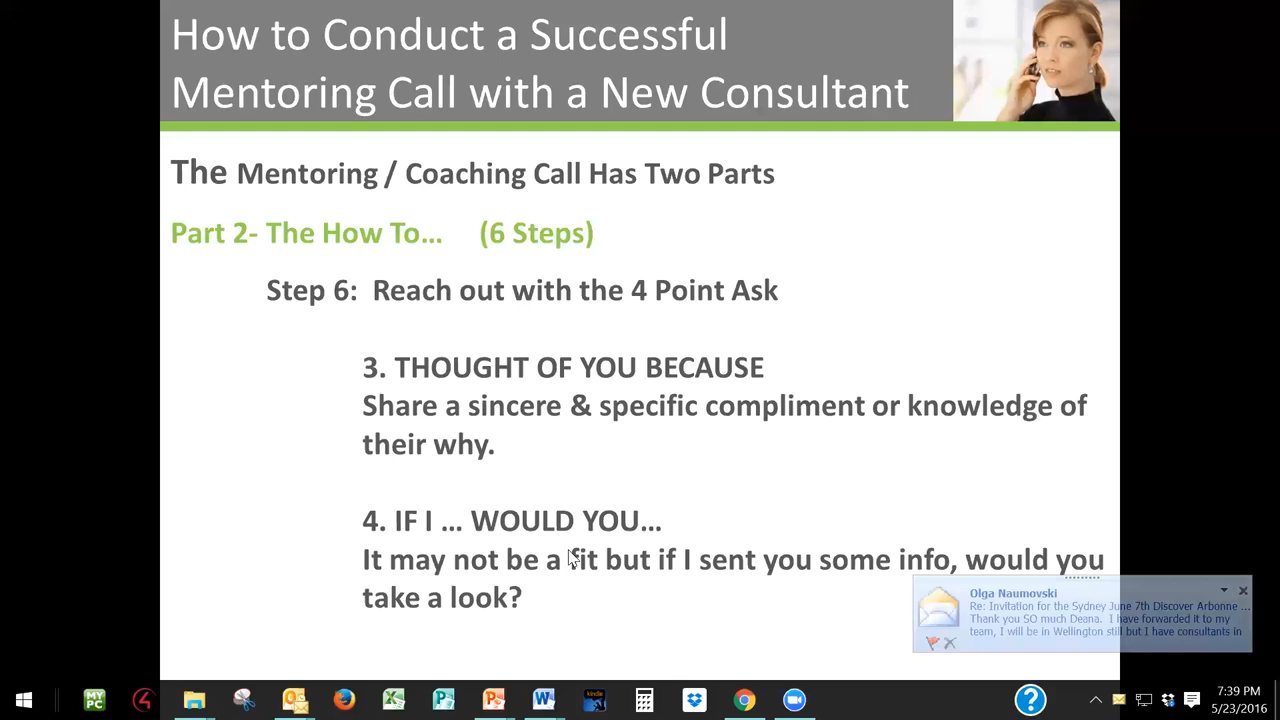 How to Conduct a Successful
Mentoring Call with a New Consultant
The Mentoring / Coaching Call Has Two Parts
Part 2- The How To… (6 Steps)
Step 6: Reach out with the 4 Point Ask
3. THOUGHT OF YOU BECAUSE
Share a sincere & specific compliment or knowledge of
their why.
4. IF I … WOULD YOU…
It may not be a fit but if I sent you some info, would you
take a look?
Olga Naumovski
Re: Invitation for the Sydney June 7th Discover Arbonne ...
Thank you SO much Deana. I have forwarded it to my
team, I will be in Wellington still but I have consultants in
MY
PC
kindle
7:39 PM
5/23/2016